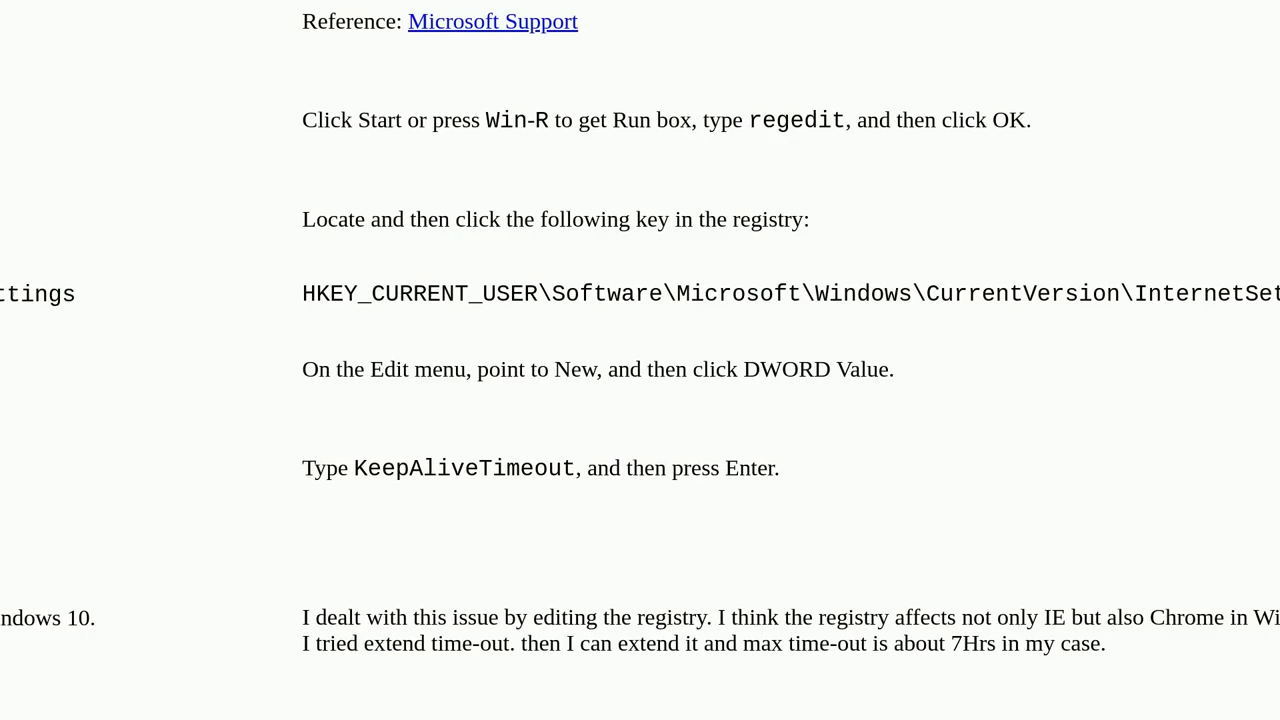 Reference: Microsoft Support
Click Start or press Win-R to get Run box, type regedit, and then click OK.
Locate and then click the following key in the registry:
ttings
HKEY_CURRENT_USER\Software\Microsoft\Windows\CurrentVersion\InternetSet
On the Edit menu, point to New, and then click DWORD Value.
Type KeepAliveTimeout, and then press Enter.
ndows 10.
I dealt with this issue by editing the registry. I think the registry affects not only IE but also Chrome in Wi
I tried extend time-out. then I can extend it and max time-out is about 7Hrs in my case.